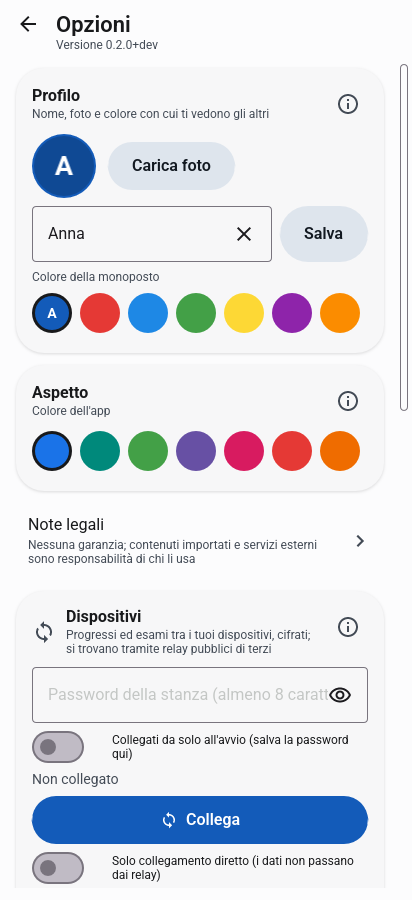 Opzioni
Versione 0.2.0+dev
Profilo
Nome, foto e colore con cui ti vedono gli altri
A
Carica foto
Anna
Salva
Colore della monoposto
A
Aspetto
Colore dell'app
Note legali
Nessuna garanzia; contenuti importati e servizi esterni
sono responsabilità di chi li usa
Dispositivi
Progressi ed esami tra i tuoi dispositivi, cifrati;
si trovano tramite relay pubblici di terzi
Password della stanza (almeno 8 caratt
Collegati da solo all'avvio (salva la password
qui)
Non collegato
Collega
Solo collegamento diretto (i dati non passano
dai relay)